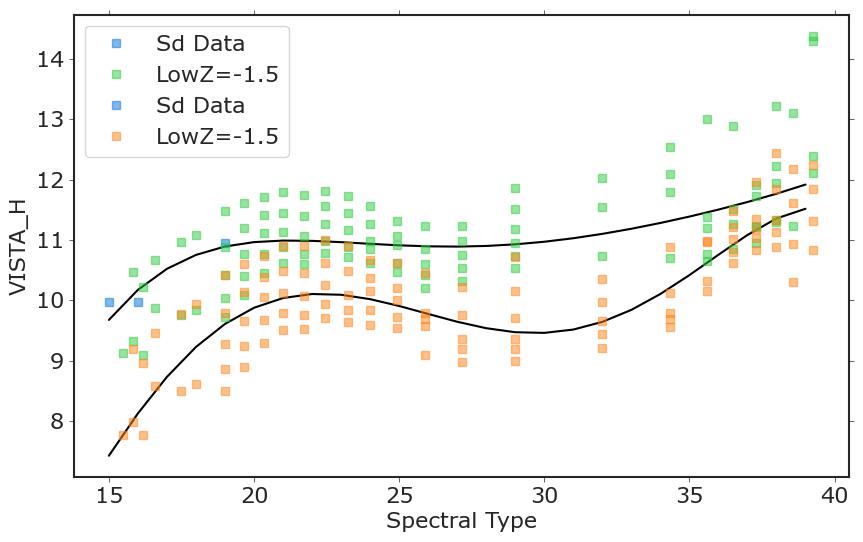 Sd Data
LowZ=-1.5
Sd Data
LowZ=-1.5
14
13
12
11
10
9
8
VISTA_H
15 20 25 30 35 40
Spectral Type